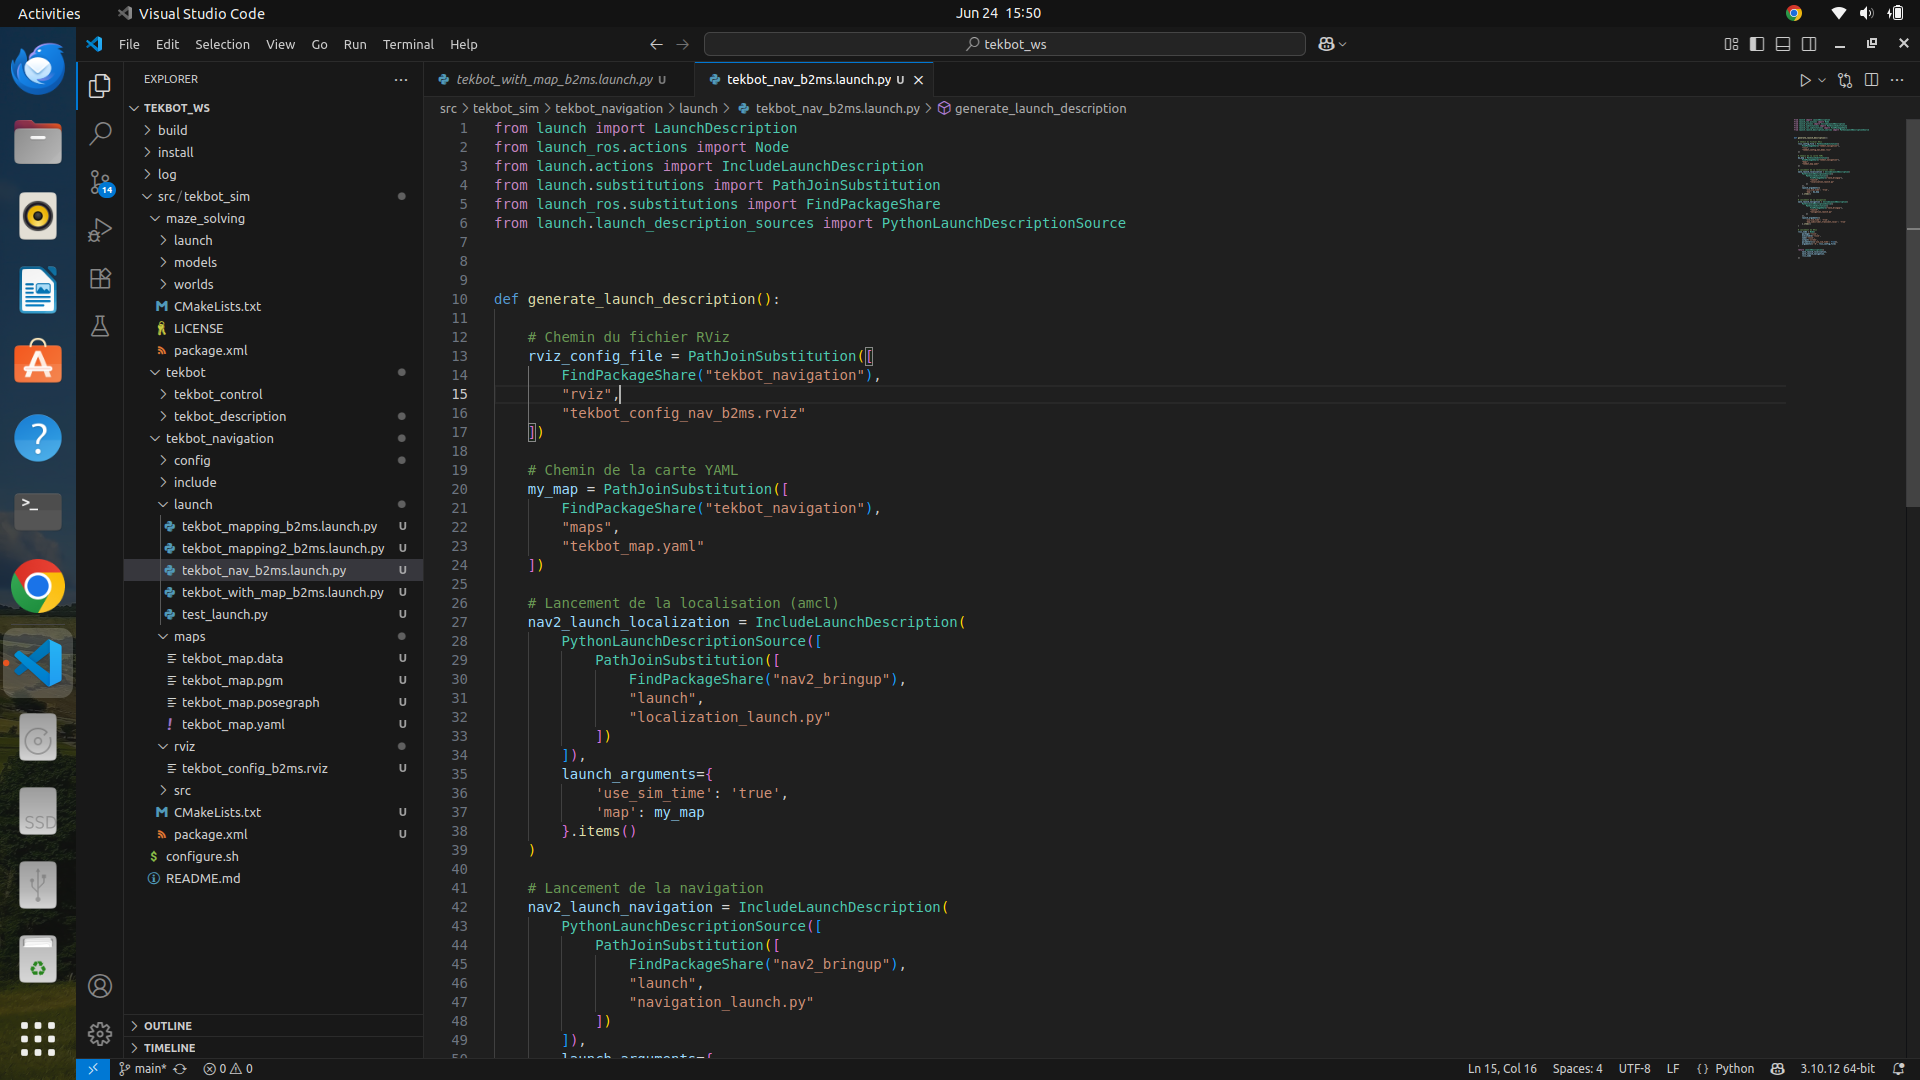 Activities
Visual Studio Code
Jun 24 15:50
File Edit Selection View Go Run Terminal Help
tekbot_ws
EXPLORER
TEKBOT_WS
build
install
log
src/tekbot_sim
maze_solving
launch
models
worlds
CMakeLists.txt
LICENSE
package.xml
tekbot
tekbot_control
tekbot_description
tekbot_navigation
config
include
launch
tekbot_mapping_b2ms.launch.py U
tekbot_mapping2_b2ms.launch.py U
tekbot_nav_b2ms.launch.py U
tekbot_with_map_b2ms.launch.py U
test_launch.py U
maps
tekbot_map.data U
tekbot_map.pgm U
tekbot_map.posegraph U
tekbot_map.yaml U
rviz
tekbot_config_b2ms.rviz U
src
CMakeLists.txt U
package.xml U
configure.sh
README.md
OUTLINE
TIMELINE
14
SSD
tekbot_with_map_b2ms.launch.py U
tekbot_nav_b2ms.launch.py U
src > tekbot_sim > tekbot_navigation > launch > tekbot_nav_b2ms.launch.py > generate_launch_description
1 from launch import LaunchDescription
2 from launch_ros.actions import Node
3 from launch.actions import IncludeLaunchDescription
4 from launch.substitutions import PathJoinSubstitution
5 from launch_ros.substitutions import FindPackageShare
6 from launch.launch_description_sources import PythonLaunchDescriptionSource
7
8
9
10 def generate_launch_description():
11
12 # Chemin du fichier RViz
13 rviz_config_file = PathJoinSubstitution([
14 FindPackageShare("tekbot_navigation"),
15 "rviz",
16 "tekbot_config_nav_b2ms.rviz"
17 ])
18
19 # Chemin de la carte YAML
20 my_map = PathJoinSubstitution([
21 FindPackageShare("tekbot_navigation"),
22 "maps",
23 "tekbot_map.yaml"
24 ])
25
26 # Lancement de la localisation (amcl)
27 nav2_launch_localization = IncludeLaunchDescription(
28 PythonLaunchDescriptionSource([
29 PathJoinSubstitution([
30 FindPackageShare("nav2_bringup"),
31 "launch",
32 "localization_launch.py"
33 ])
34 ]),
35 launch_arguments={
36 'use_sim_time': 'true',
37 'map': my_map
38 }.items()
39 )
40
41 # Lancement de la navigation
42 nav2_launch_navigation = IncludeLaunchDescription(
43 PythonLaunchDescriptionSource([
44 PathJoinSubstitution([
45 FindPackageShare("nav2_bringup"),
46 "launch",
47 "navigation_launch.py"
48 ])
49 ]),
50 launch_arguments={
main* 0 0
Ln 15, Col 16 Spaces: 4 UTF-8 LF {} Python 3.10.12 64-bit